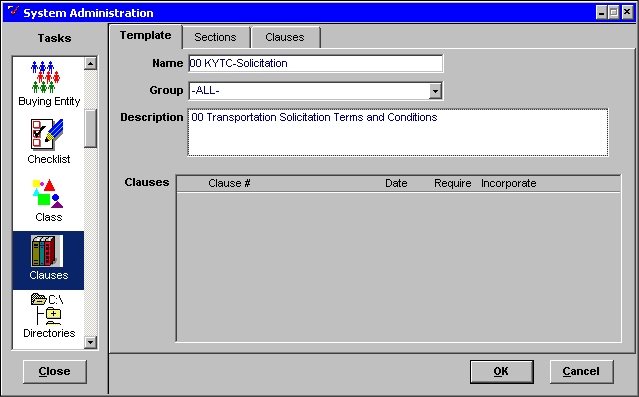 System Administration
Tasks
Buying Entity
Checklist
Class
Clauses
C:\
Directories
Close
Template Sections Clauses
Name 00 KYTC-Solicitation
Group -ALL-
Description 00 Transportation Solicitation Terms and Conditions
Clauses Clause # Date Require Incorporate
OK Cancel